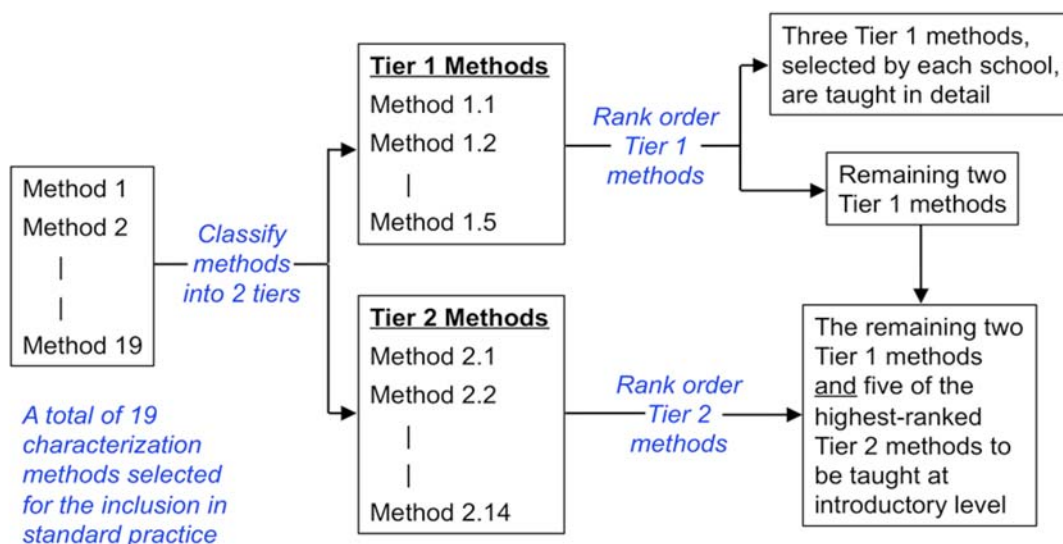 Method 1
Method 2
|
|
Method 19
A total of 19
characterization
methods selected
for the inclusion in
standard practice
Classify
methods
into 2 tiers
Tier 1 Methods
Method 1.1
Method 1.2
|
Method 1.5
Tier 2 Methods
Method 2.1
Method 2.2
|
|
Method 2.14
Rank order
Tier 1
methods
Rank order
Tier 2
methods
Three Tier 1 methods,
selected by each school,
are taught in detail
Remaining two
Tier 1 methods
The remaining two
Tier 1 methods
and five of the
highest-ranked
Tier 2 methods to
be taught at
introductory level